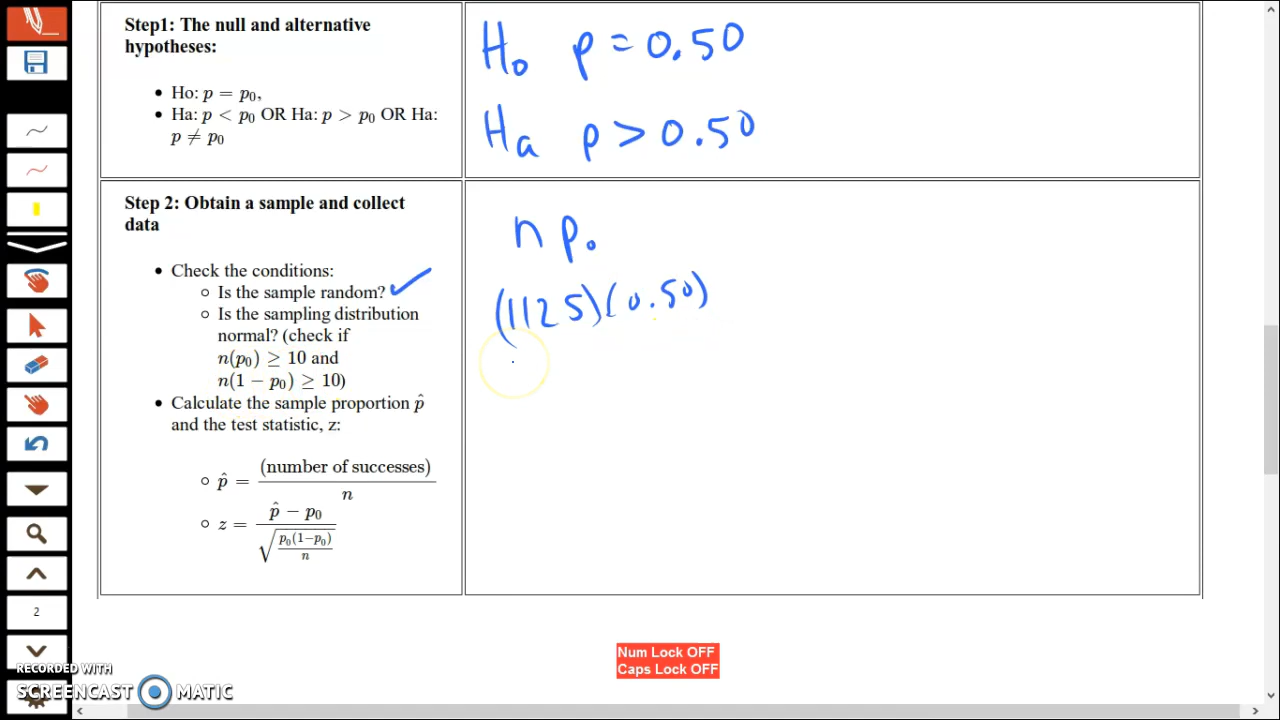 Step1: The null and alternative
hypotheses:
• Ho: p = p₀,
• Ha: p < p₀ OR Ha: p > p₀ OR Ha:
p ≠ p₀
H₀ p = 0.50
Ha p > 0.50
Step 2: Obtain a sample and collect
data
• Check the conditions:
○ Is the sample random? ✓
○ Is the sampling distribution
normal? (check if
n(p₀) ≥ 10 and
n(1 − p₀) ≥ 10)
• Calculate the sample proportion p̂
and the test statistic, z:
○ p̂ = (number of successes) / n
○ z = (p̂ − p₀) / √(p₀(1−p₀) / n)
n p₀
(1125)(0.50)
2
Num Lock OFF
Caps Lock OFF
RECORDED WITH
SCREENCAST MATIC